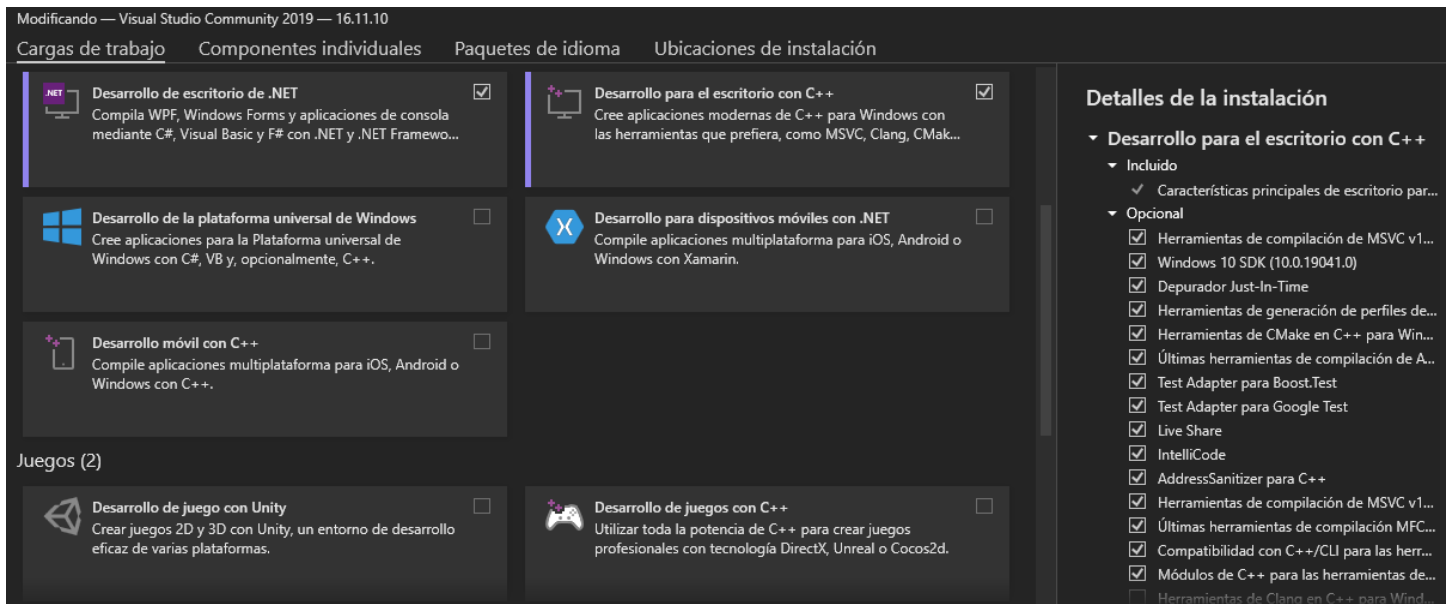 Modificando — Visual Studio Community 2019 — 16.11.10
Cargas de trabajo Componentes individuales Paquetes de idioma Ubicaciones de instalación
.NET
Desarrollo de escritorio de .NET
Compila WPF, Windows Forms y aplicaciones de consola
mediante C#, Visual Basic y F# con .NET y .NET Framewo...
Desarrollo para el escritorio con C++
Cree aplicaciones modernas de C++ para Windows con
las herramientas que prefiera, como MSVC, Clang, CMak...
Desarrollo de la plataforma universal de Windows
Cree aplicaciones para la Plataforma universal de
Windows con C#, VB y, opcionalmente, C++.
Desarrollo para dispositivos móviles con .NET
Compile aplicaciones multiplataforma para iOS, Android o
Windows con Xamarin.
Desarrollo móvil con C++
Compile aplicaciones multiplataforma para iOS, Android o
Windows con C++.
Juegos (2)
Desarrollo de juego con Unity
Crear juegos 2D y 3D con Unity, un entorno de desarrollo
eficaz de varias plataformas.
Desarrollo de juegos con C++
Utilizar toda la potencia de C++ para crear juegos
profesionales con tecnología DirectX, Unreal o Cocos2d.
Detalles de la instalación
Desarrollo para el escritorio con C++
Incluido
Características principales de escritorio par...
Opcional
Herramientas de compilación de MSVC v1...
Windows 10 SDK (10.0.19041.0)
Depurador Just-In-Time
Herramientas de generación de perfiles de...
Herramientas de CMake en C++ para Win...
Últimas herramientas de compilación de A...
Test Adapter para Boost.Test
Test Adapter para Google Test
Live Share
IntelliCode
AddressSanitizer para C++
Herramientas de compilación de MSVC v1...
Últimas herramientas de compilación MFC...
Compatibilidad con C++/CLI para las herr...
Módulos de C++ para las herramientas de...
Herramientas de Clang en C++ para Wind...